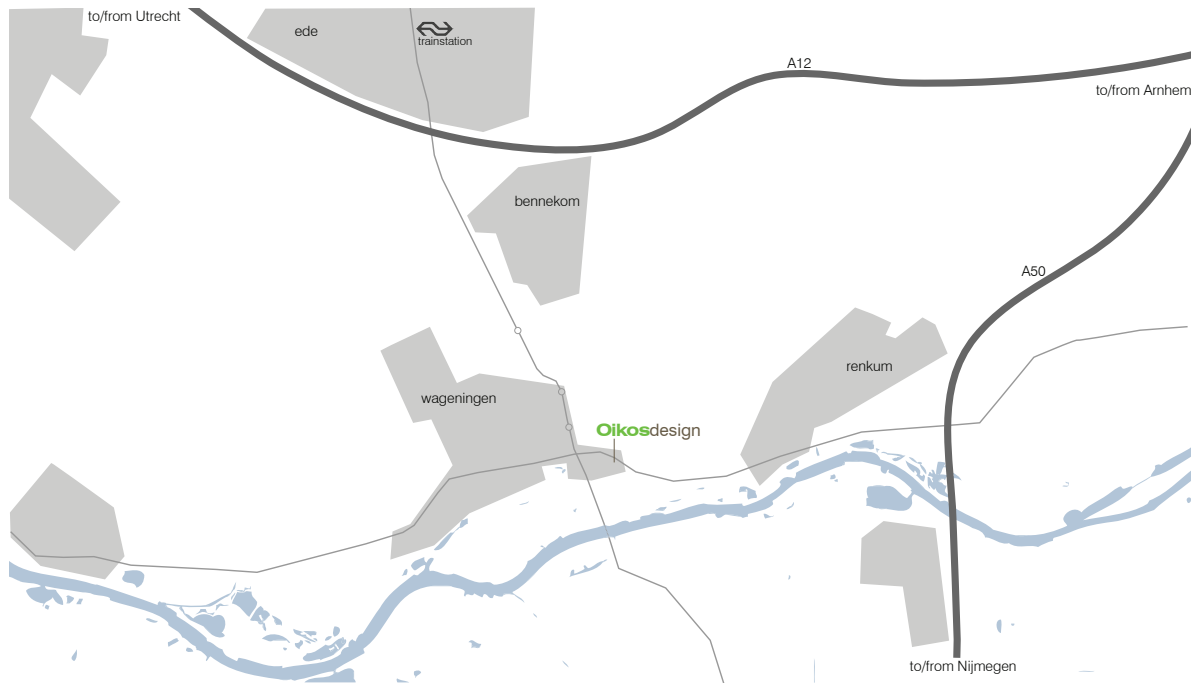 to/from Utrecht
ede
trainstation
A12
to/from Arnhem
bennekom
A50
renkum
wageningen
Oikosdesign
to/from Nijmegen